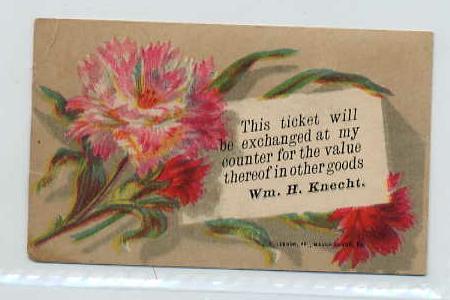 This ticket will
be exchanged at my
counter for the value
thereof in other goods
Wm. H. Knecht.